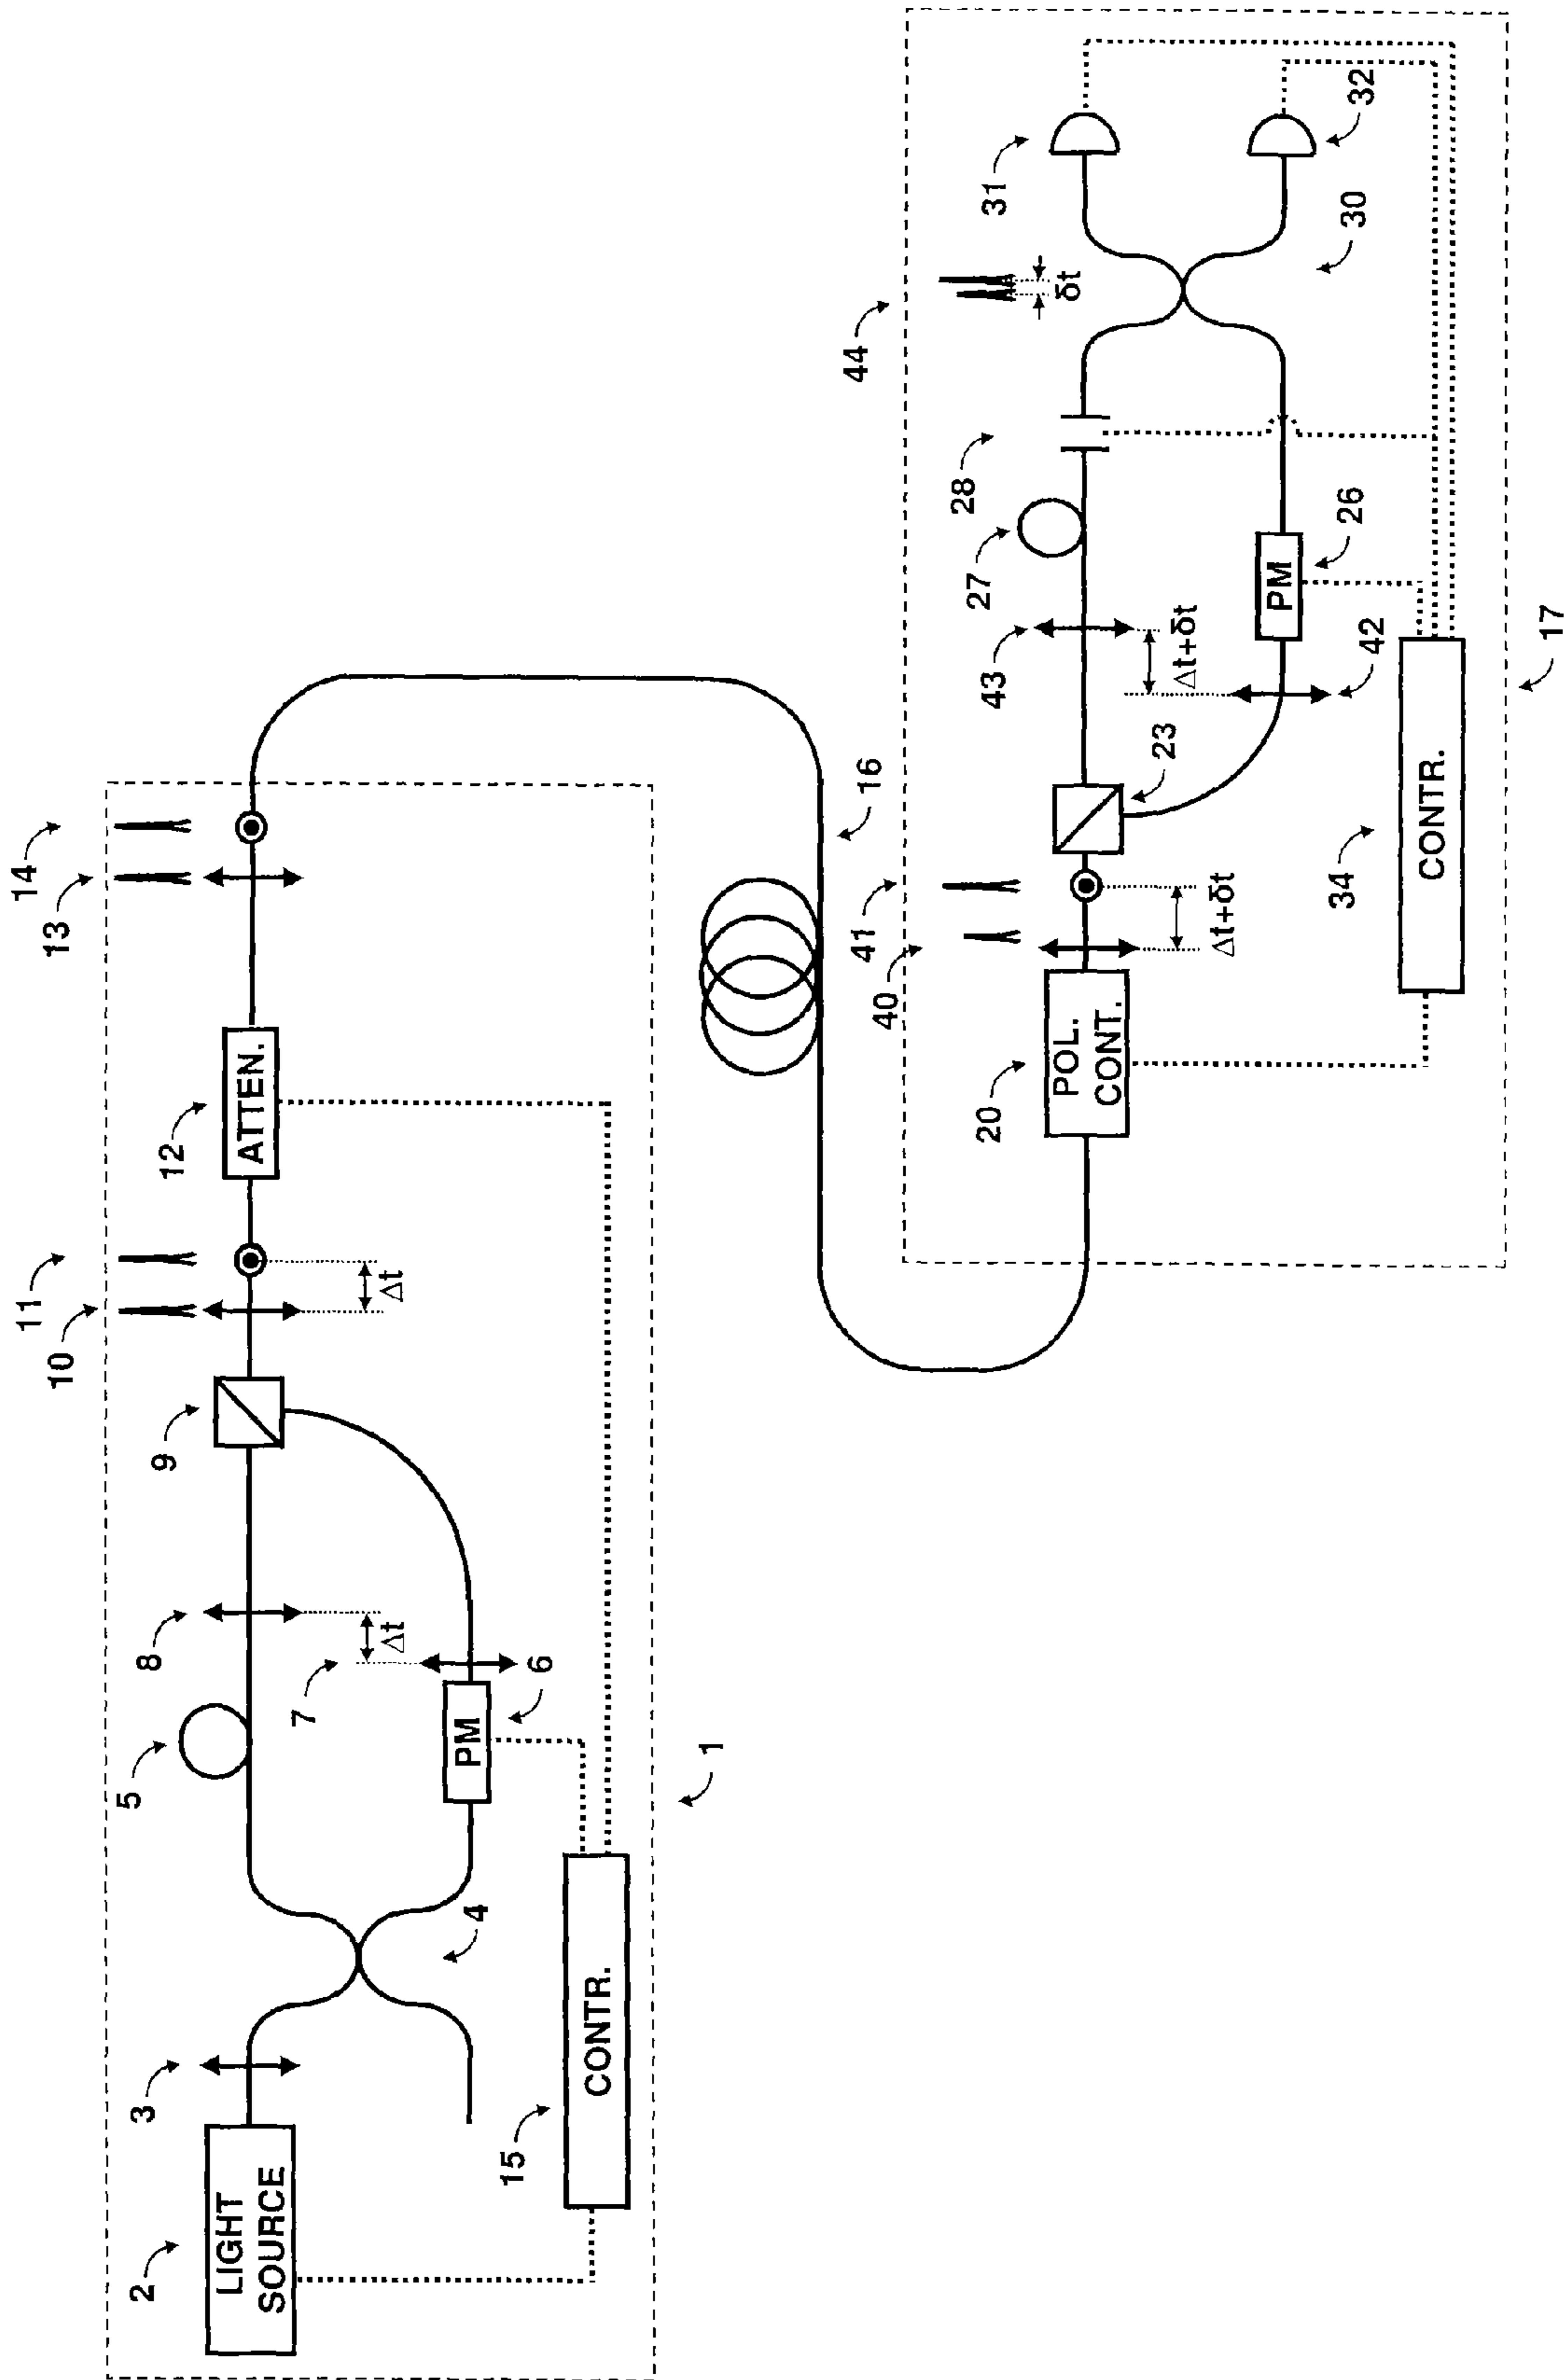 2
LIGHT
SOURCE
3
4
5
PM
6
7
8
Δt
9
10
11
Δt
12
ATTEN.
13
14
15
CONTR.
1
16
20
POL.
CONT.
40
41
Δt+δt
23
43
Δt+δt
42
27
28
PM
26
44
δt
30
31
32
34
CONTR.
17